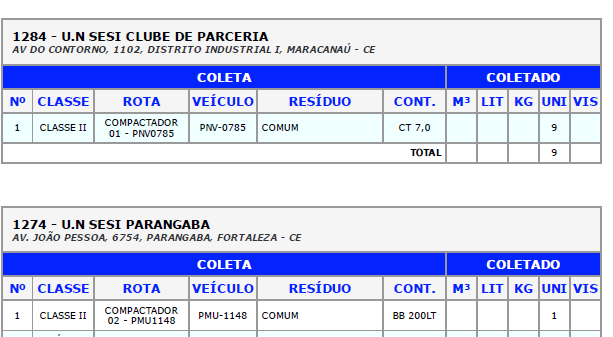 1284 - U.N SESI CLUBE DE PARCERIA
AV DO CONTORNO, 1102, DISTRITO INDUSTRIAL I, MARACANAÚ - CE
COLETA COLETADO
Nº CLASSE ROTA VEÍCULO RESÍDUO CONT. M³ LIT KG UNI VIS
1 CLASSE II COMPACTADOR 01 - PNV0785 PNV-0785 COMUM CT 7,0 9
TOTAL 9
1274 - U.N SESI PARANGABA
AV. JOÃO PESSOA, 6754, PARANGABA, FORTALEZA - CE
COLETA COLETADO
Nº CLASSE ROTA VEÍCULO RESÍDUO CONT. M³ LIT KG UNI VIS
1 CLASSE II COMPACTADOR 02 - PMU1148 PMU-1148 COMUM BB 200LT 1